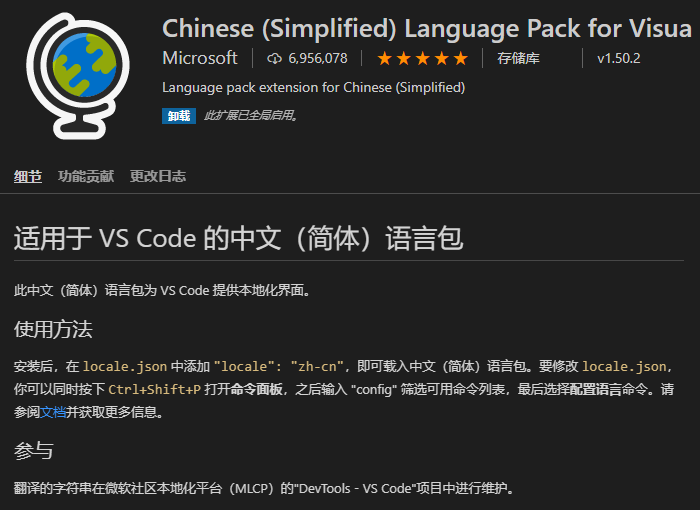 Chinese (Simplified) Language Pack for Visua
Microsoft 6,956,078 存储库 v1.50.2
Language pack extension for Chinese (Simplified)
卸载 此扩展已全局启用。
细节 功能贡献 更改日志
适用于 VS Code 的中文（简体）语言包
此中文（简体）语言包为 VS Code 提供本地化界面。
使用方法
安装后，在 locale.json 中添加 "locale": "zh-cn"，即可载入中文（简体）语言包。要修改 locale.json，
你可以同时按下 Ctrl+Shift+P 打开命令面板，之后输入 "config" 筛选可用命令列表，最后选择配置语言命令。请
参阅文档并获取更多信息。
参与
翻译的字符串在微软社区本地化平台（MLCP）的"DevTools - VS Code"项目中进行维护。